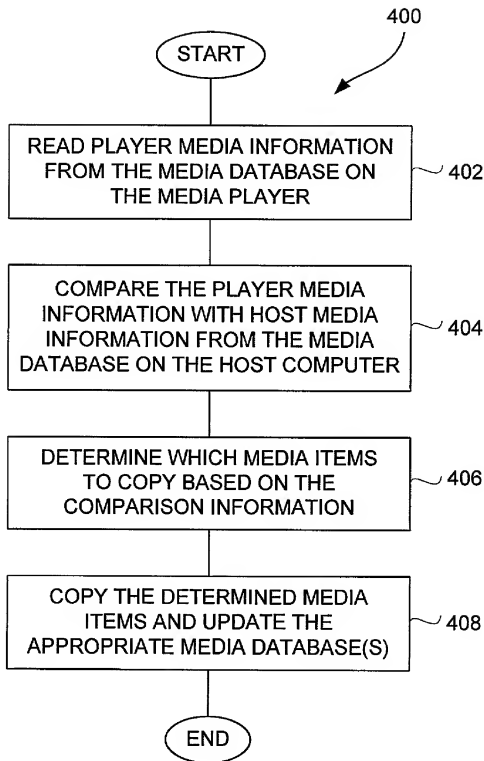 400
START
READ PLAYER MEDIA INFORMATION
FROM THE MEDIA DATABASE ON
THE MEDIA PLAYER
402
COMPARE THE PLAYER MEDIA
INFORMATION WITH HOST MEDIA
INFORMATION FROM THE MEDIA
DATABASE ON THE HOST COMPUTER
404
DETERMINE WHICH MEDIA ITEMS
TO COPY BASED ON THE
COMPARISON INFORMATION
406
COPY THE DETERMINED MEDIA
ITEMS AND UPDATE THE
APPROPRIATE MEDIA DATABASE(S)
408
END